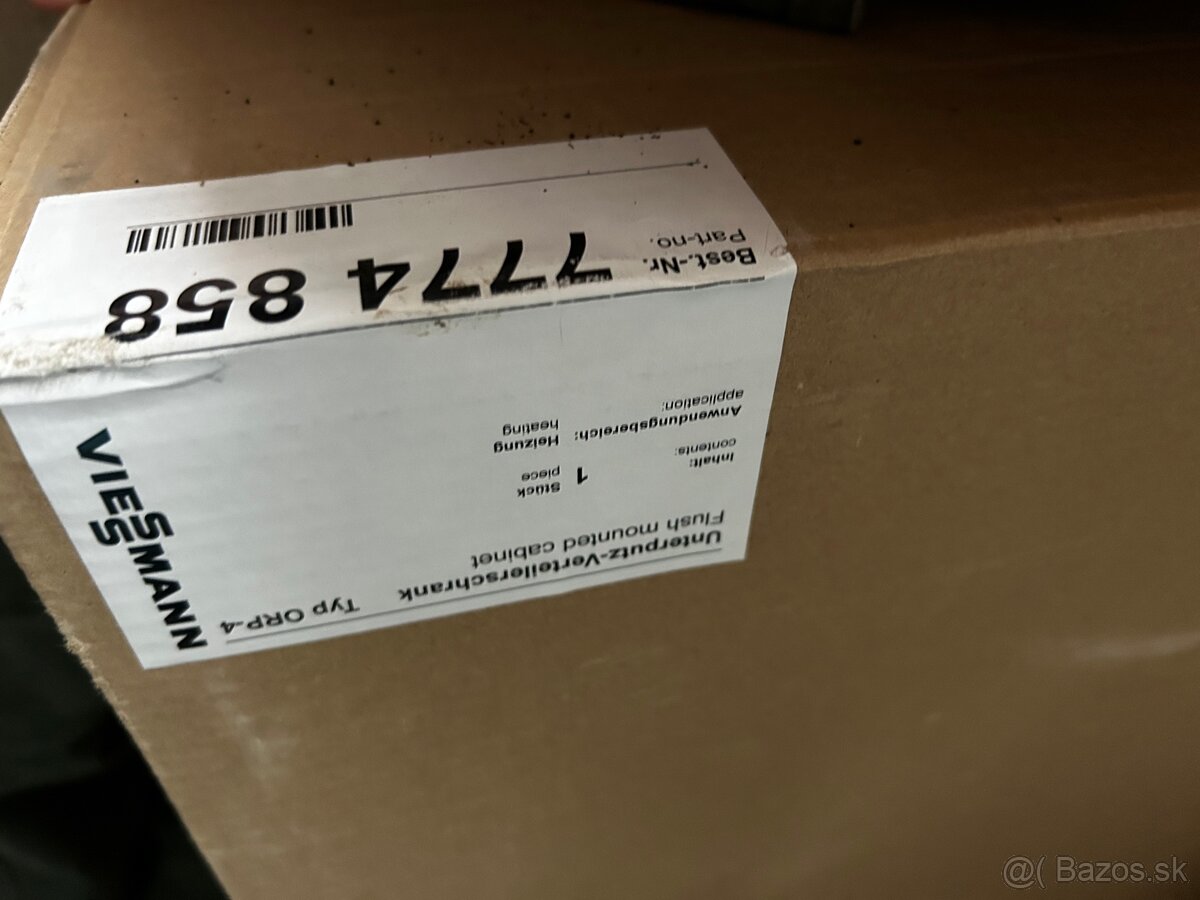 Unterputz-Verteilerschrank Typ ORP-4
Flush mounted cabinet
Inhalt: 1 Stück
contents: piece
Anwendungsbereich: Heizung
application: heating
VIESSMANN
Best.-Nr. 7774 858
Part-no.
@( Bazos.sk